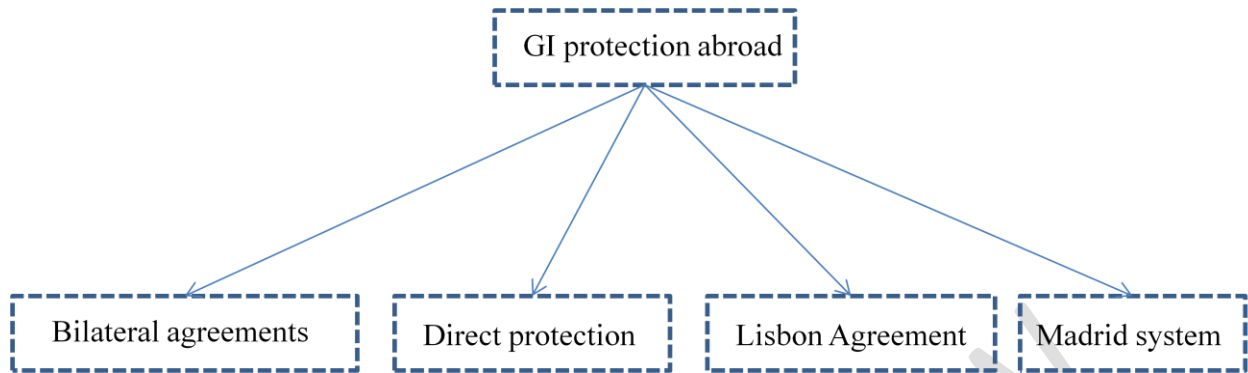 GI protection abroad
Bilateral agreements
Direct protection
Lisbon Agreement
Madrid system